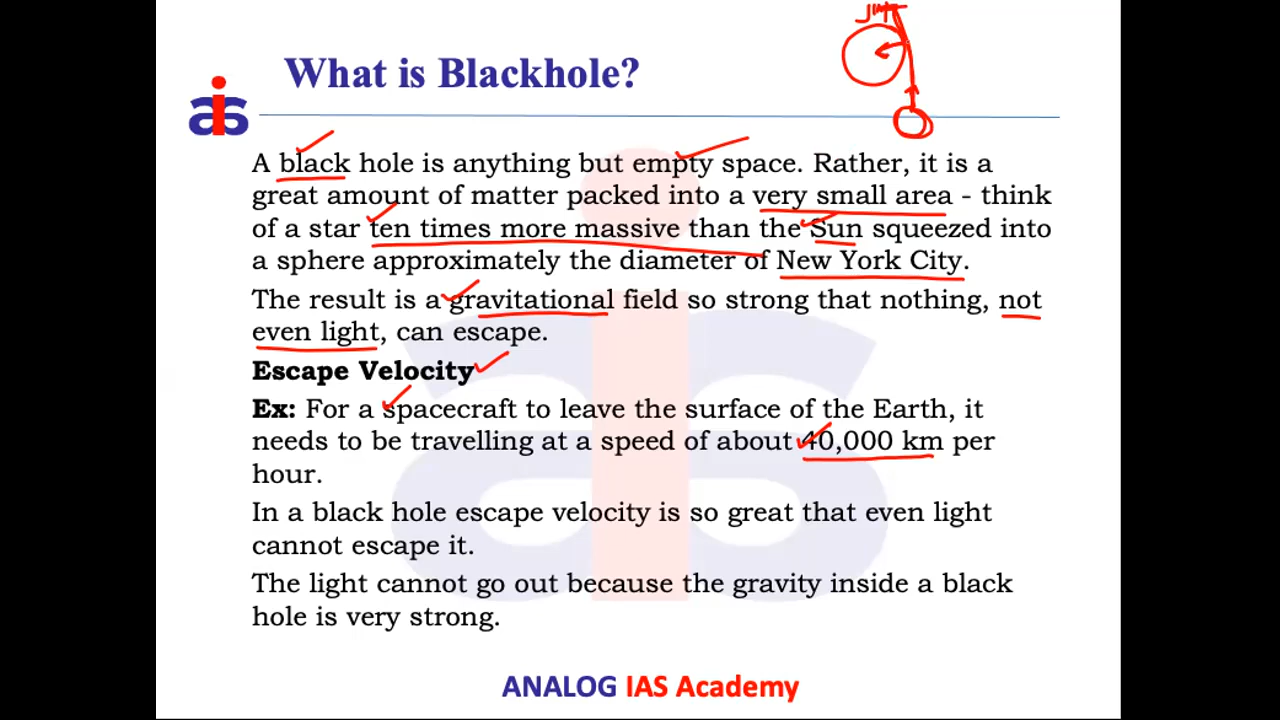 What is Blackhole?
A black hole is anything but empty space. Rather, it is a
great amount of matter packed into a very small area - think
of a star ten times more massive than the Sun squeezed into
a sphere approximately the diameter of New York City.
The result is a gravitational field so strong that nothing, not
even light, can escape.
Escape Velocity
Ex: For a spacecraft to leave the surface of the Earth, it
needs to be travelling at a speed of about 40,000 km per
hour.
In a black hole escape velocity is so great that even light
cannot escape it.
The light cannot go out because the gravity inside a black
hole is very strong.
ANALOG IAS Academy